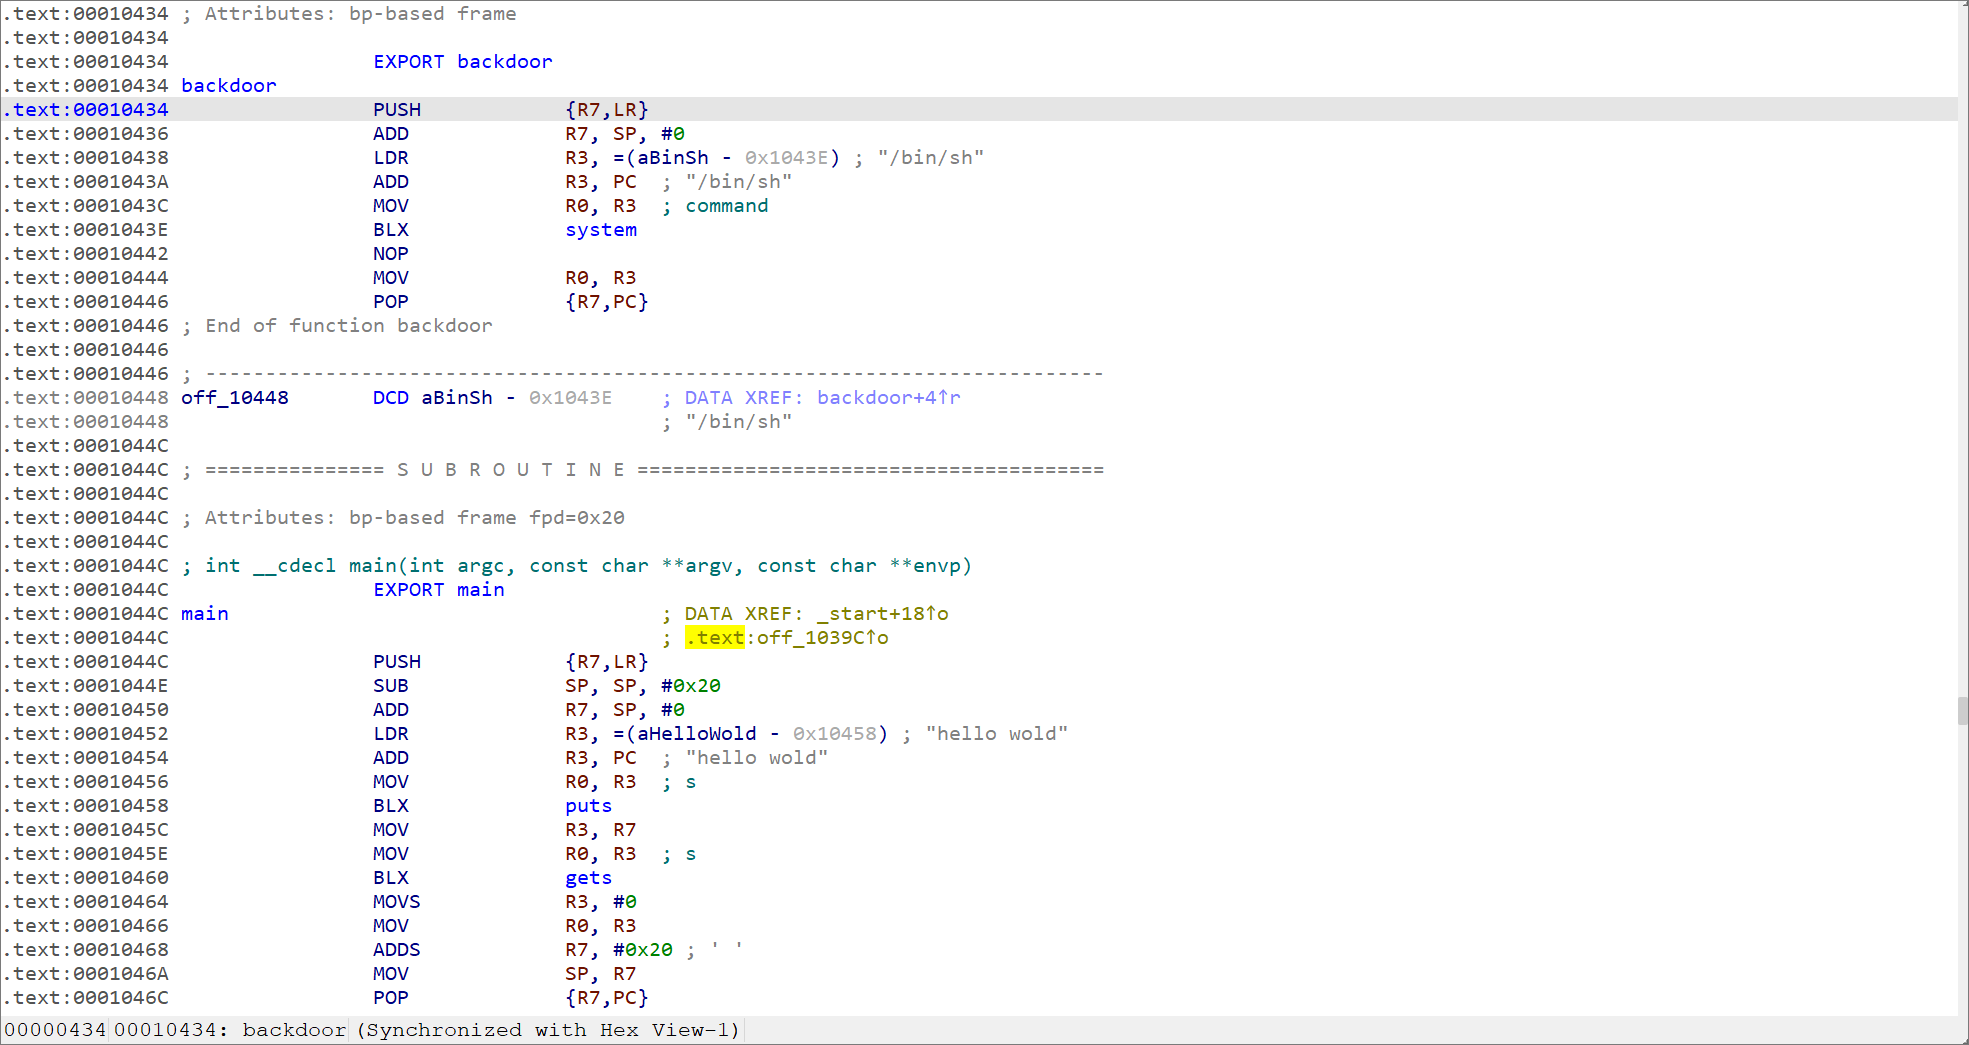 .text:00010434 ; Attributes: bp-based frame
.text:00010434
.text:00010434                 EXPORT backdoor
.text:00010434 backdoor
.text:00010434                 PUSH            {R7,LR}
.text:00010436                 ADD             R7, SP, #0
.text:00010438                 LDR             R3, =(aBinSh - 0x1043E) ; "/bin/sh"
.text:0001043A                 ADD             R3, PC  ; "/bin/sh"
.text:0001043C                 MOV             R0, R3  ; command
.text:0001043E                 BLX             system
.text:00010442                 NOP
.text:00010444                 MOV             R0, R3
.text:00010446                 POP             {R7,PC}
.text:00010446 ; End of function backdoor
.text:00010446
.text:00010446 ; ---------------------------------------------------------------------------
.text:00010448 off_10448       DCD aBinSh - 0x1043E    ; DATA XREF: backdoor+4↑r
.text:00010448                                         ; "/bin/sh"
.text:0001044C
.text:0001044C ; =============== S U B R O U T I N E =======================================
.text:0001044C
.text:0001044C ; Attributes: bp-based frame fpd=0x20
.text:0001044C
.text:0001044C ; int __cdecl main(int argc, const char **argv, const char **envp)
.text:0001044C                 EXPORT main
.text:0001044C main                                    ; DATA XREF: _start+18↑o
.text:0001044C                                         ; .text:off_1039C↑o
.text:0001044C                 PUSH            {R7,LR}
.text:0001044E                 SUB             SP, SP, #0x20
.text:00010450                 ADD             R7, SP, #0
.text:00010452                 LDR             R3, =(aHelloWold - 0x10458) ; "hello wold"
.text:00010454                 ADD             R3, PC  ; "hello wold"
.text:00010456                 MOV             R0, R3  ; s
.text:00010458                 BLX             puts
.text:0001045C                 MOV             R3, R7
.text:0001045E                 MOV             R0, R3  ; s
.text:00010460                 BLX             gets
.text:00010464                 MOVS            R3, #0
.text:00010466                 MOV             R0, R3
.text:00010468                 ADDS            R7, #0x20 ; ' '
.text:0001046A                 MOV             SP, R7
.text:0001046C                 POP             {R7,PC}
00000434 00010434: backdoor (Synchronized with Hex View-1)